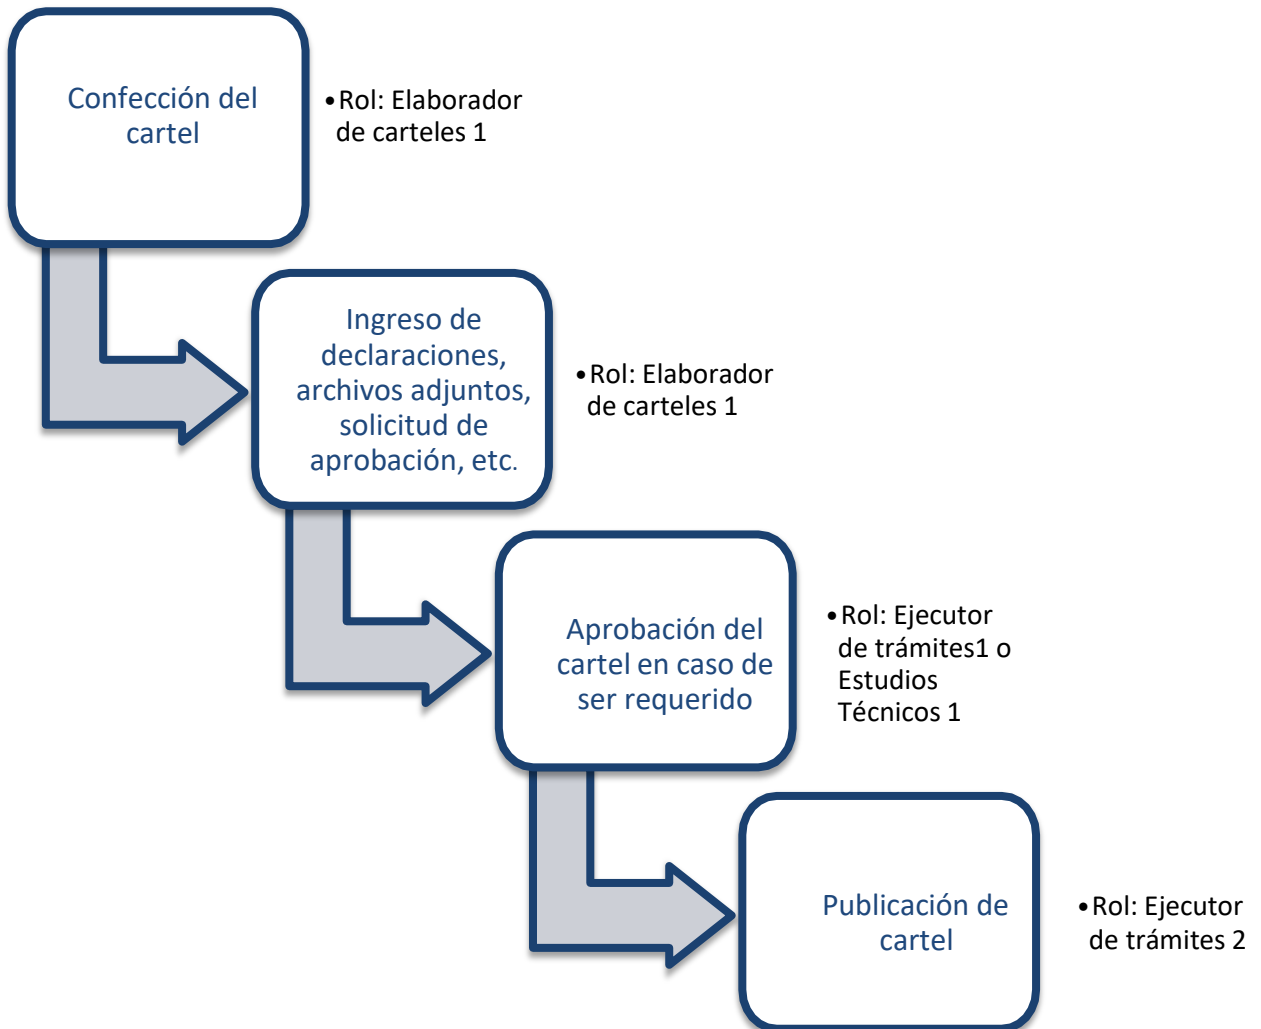 Confección del
cartel
•Rol: Elaborador
de carteles 1
Ingreso de
declaraciones,
archivos adjuntos,
solicitud de
aprobación, etc.
•Rol: Elaborador
de carteles 1
Aprobación del
cartel en caso de
ser requerido
•Rol: Ejecutor
de trámites1 o
Estudios
Técnicos 1
Publicación de
cartel
•Rol: Ejecutor
de trámites 2